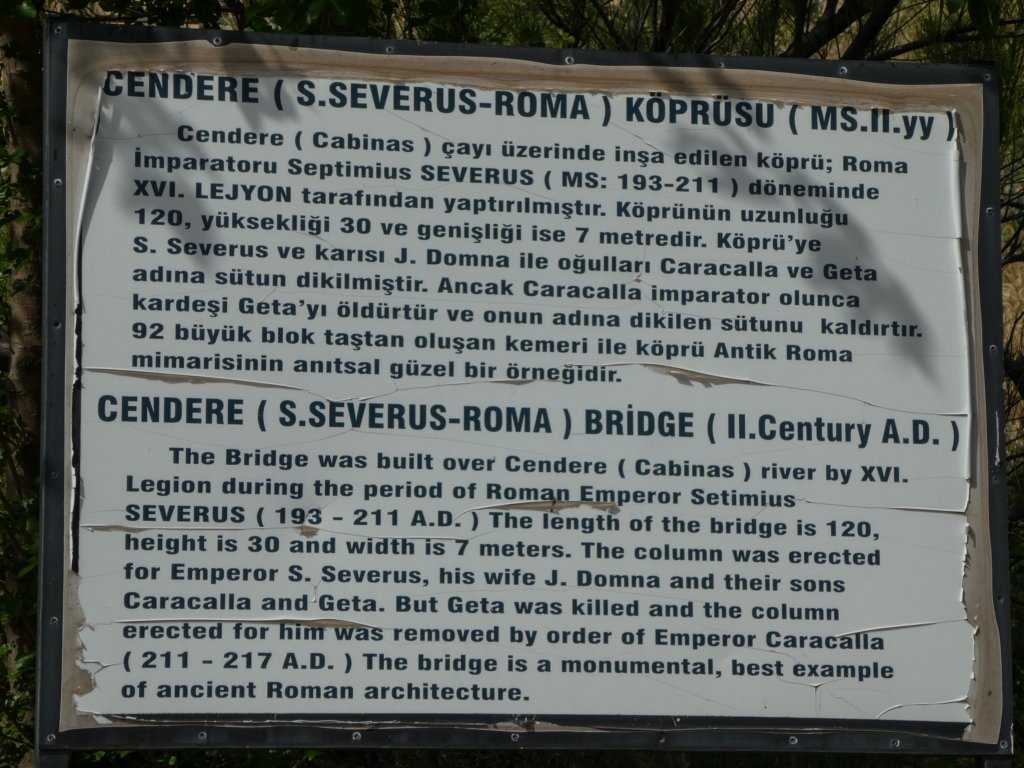 CENDERE ( S.SEVERUS-ROMA ) KÖPRÜSU ( MS.II.yy )
Cendere ( Cabinas ) çayı üzerinde inşa edilen köprü; Roma
İmparatoru Septimius SEVERUS ( MS: 193-211 ) döneminde
XVI. LEJYON tarafından yaptırılmıştır. Köprünün uzunluğu
120, yüksekliği 30 ve genişliği ise 7 metredir. Köprü'ye
S. Severus ve karısı J. Domna ile oğulları Caracalla ve Geta
adına sütun dikilmiştir. Ancak Caracalla imparator olunca
kardeşi Geta'yı öldürtür ve onun adına dikilen sütunu kaldırtır.
92 büyük blok taştan oluşan kemeri ile köprü Antik Roma
mimarisinin anıtsal güzel bir örneğidir.
CENDERE ( S.SEVERUS-ROMA ) BRİDGE ( II.Century A.D. )
The Bridge was built over Cendere ( Cabinas ) river by XVI.
Legion during the period of Roman Emperor Setimius
SEVERUS ( 193 - 211 A.D. ) The length of the bridge is 120,
height is 30 and width is 7 meters. The column was erected
for Emperor S. Severus, his wife J. Domna and their sons
Caracalla and Geta. But Geta was killed and the column
erected for him was removed by order of Emperor Caracalla
( 211 - 217 A.D. ) The bridge is a monumental, best example
of ancient Roman architecture.